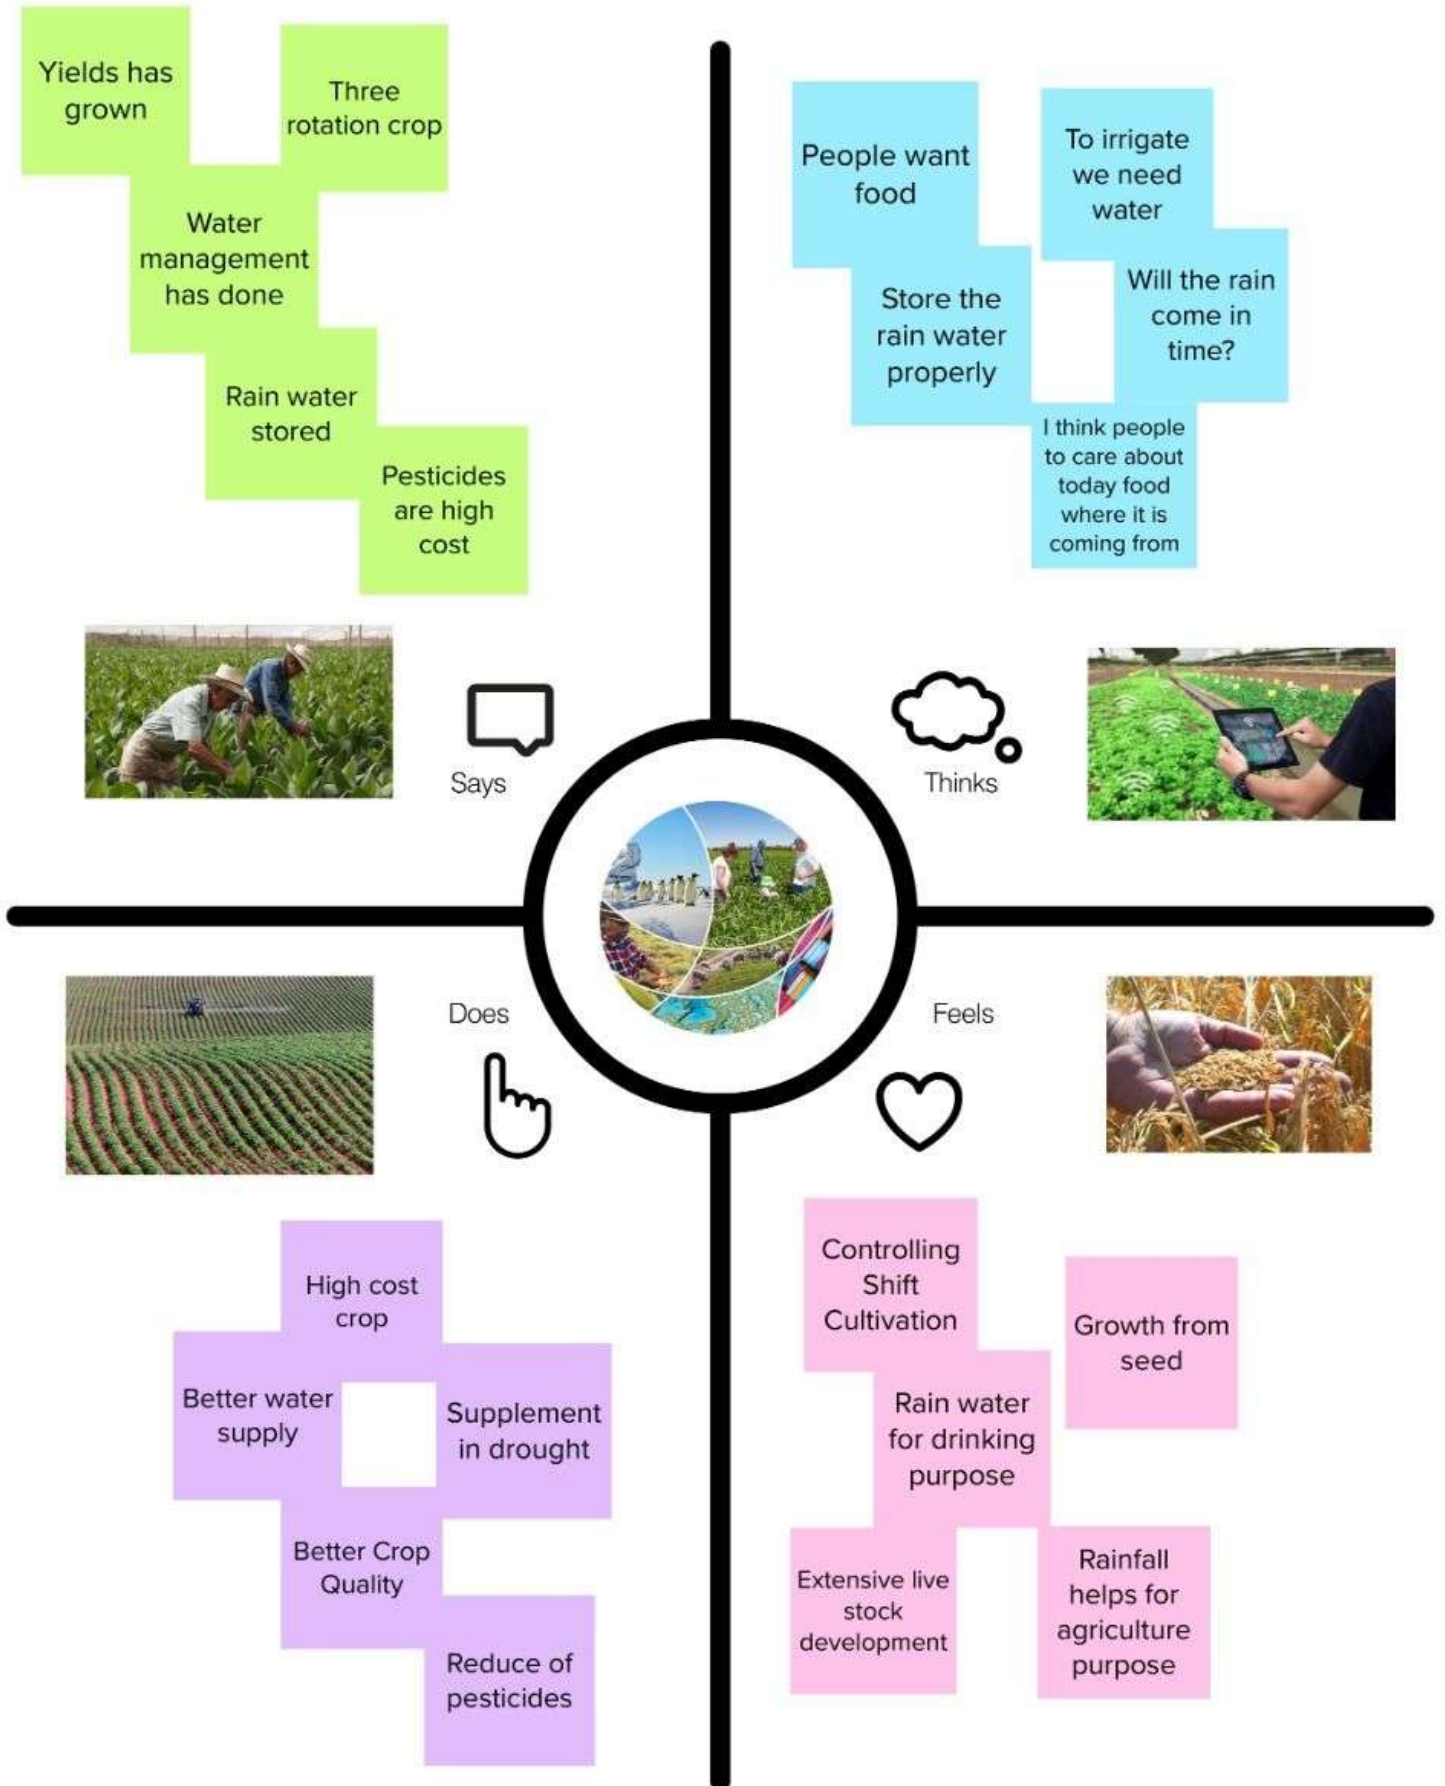 Yields has
grown
Three
rotation crop
Water
management
has done
Rain water
stored
Pesticides
are high
cost
Says
People want
food
To irrigate
we need
water
Store the
rain water
properly
Will the rain
come in
time?
I think people
to care about
today food
where it is
coming from
Thinks
Does
High cost
crop
Better water
supply
Supplement
in drought
Better Crop
Quality
Reduce of
pesticides
Feels
Controlling
Shift
Cultivation
Growth from
seed
Rain water
for drinking
purpose
Extensive live
stock
development
Rainfall
helps for
agriculture
purpose